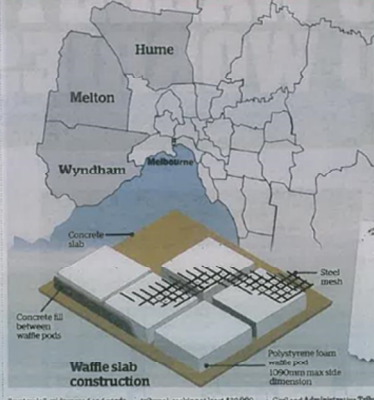 Hume
Melton
Wyndham
Melbourne
Concrete
slab
Steel
mesh
Concrete fill
between
waffle pods
Polystyrene foam
waffle pod
1090mm max side
dimension
Waffle slab
construction